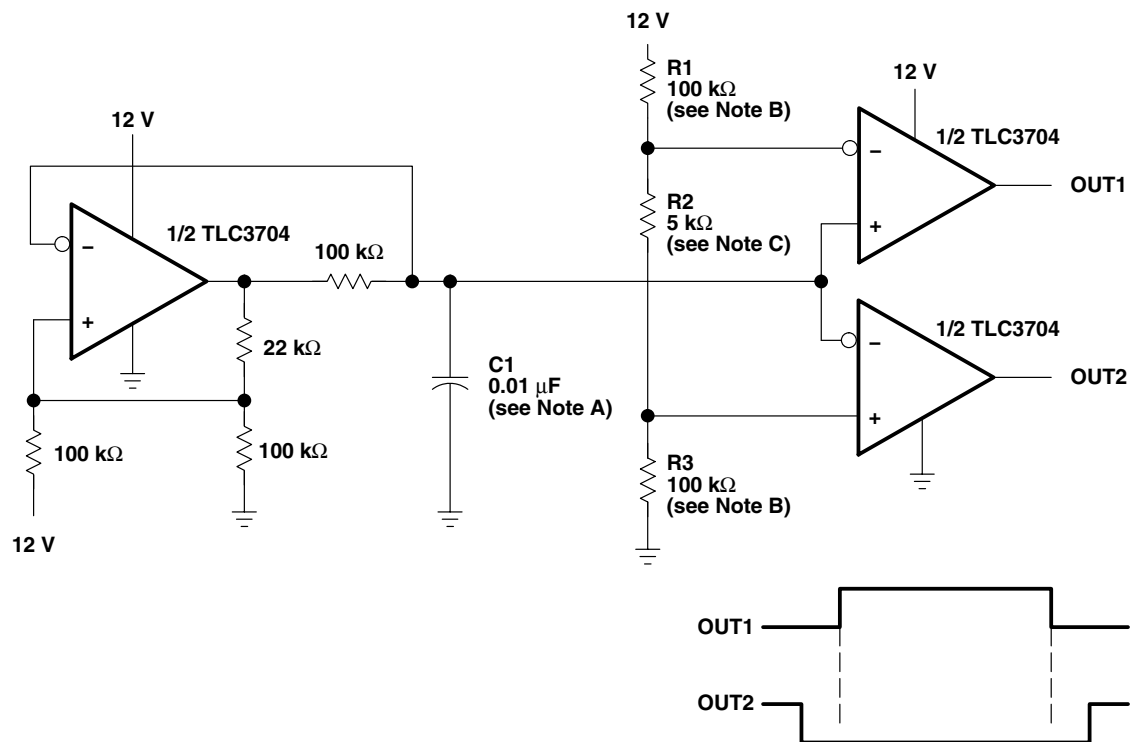 12 V
R1
100 kΩ
(see Note B)
12 V
1/2 TLC3704
−
+
OUT1
12 V
1/2 TLC3704
−
+
100 kΩ
R2
5 kΩ
(see Note C)
22 kΩ
C1
0.01 μF
(see Note A)
1/2 TLC3704
−
+
OUT2
100 kΩ
100 kΩ
12 V
R3
100 kΩ
(see Note B)
OUT1
OUT2